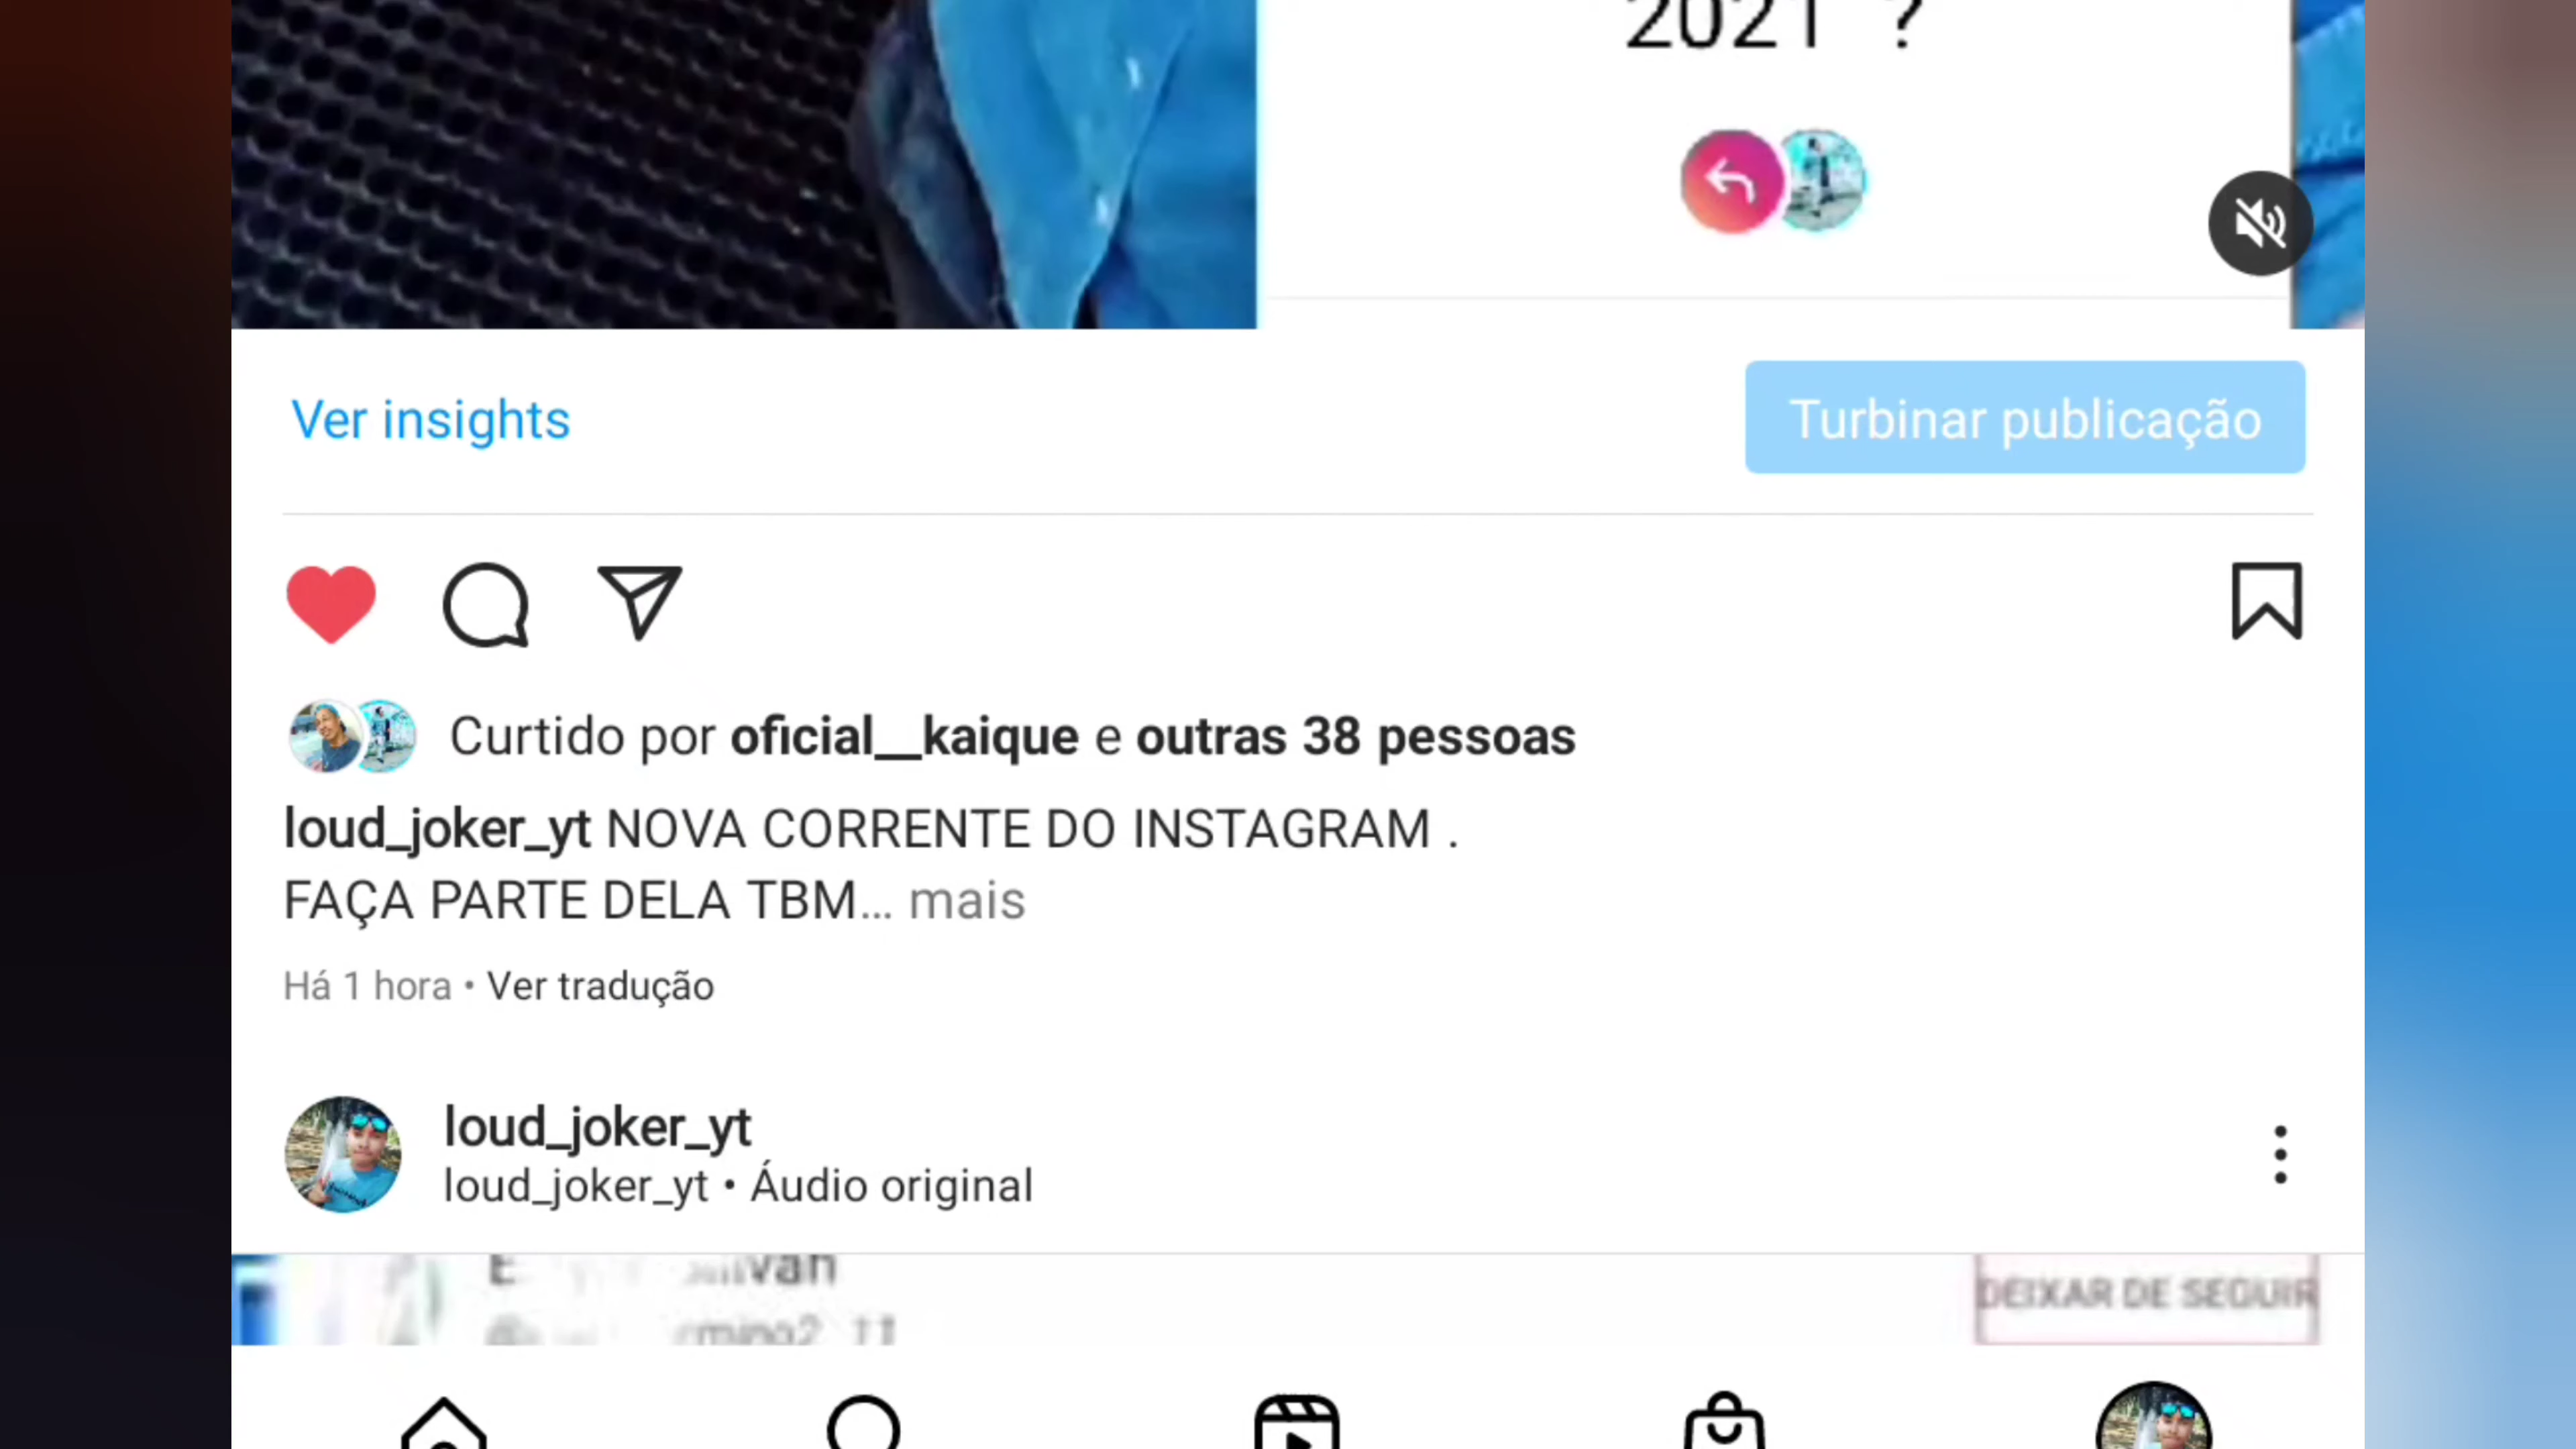 2021 ?
Ver insights
Turbinar publicação
Curtido por oficial__kaique e outras 38 pessoas
loud_joker_yt NOVA CORRENTE DO INSTAGRAM .
FAÇA PARTE DELA TBM... mais
Há 1 hora • Ver tradução
loud_joker_yt
loud_joker_yt • Áudio original
DEIXAR DE SEGUIR